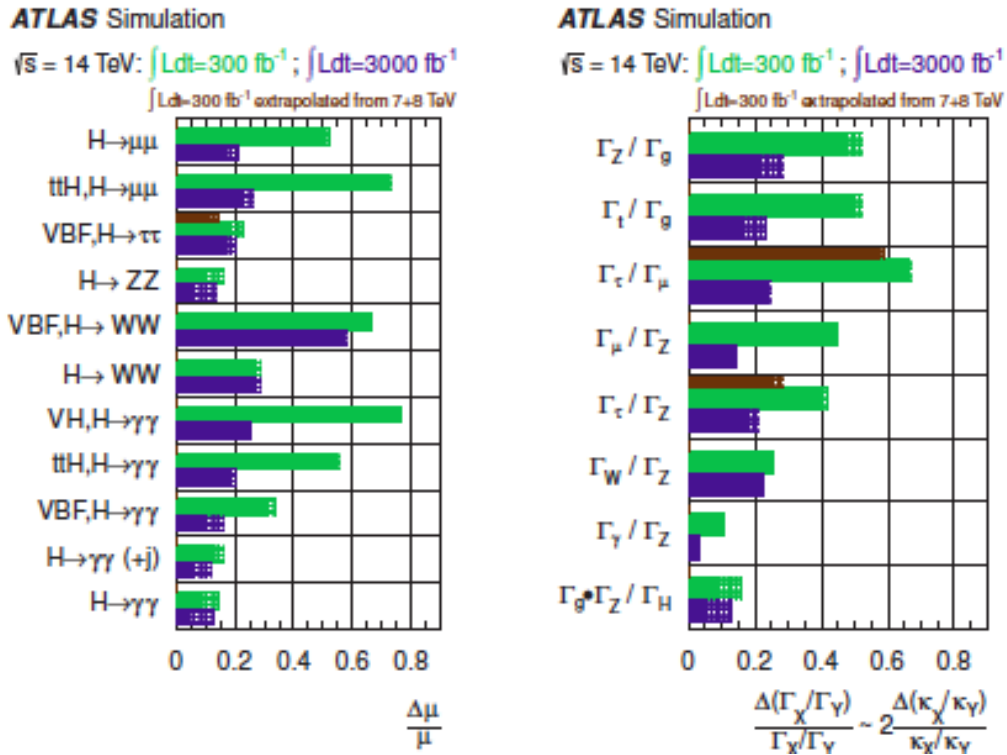 ATLAS Simulation
√s = 14 TeV: ∫Ldt=300 fb⁻¹ ; ∫Ldt=3000 fb⁻¹
∫Ldt=300 fb⁻¹ extrapolated from 7+8 TeV
H→μμ
ttH,H→μμ
VBF,H→ττ
H→ ZZ
VBF,H→ WW
H→ WW
VH,H→γγ
ttH,H→γγ
VBF,H→γγ
H→γγ (+j)
H→γγ
0 0.2 0.4 0.6 0.8
Δμ
μ
ATLAS Simulation
√s = 14 TeV: ∫Ldt=300 fb⁻¹ ; ∫Ldt=3000 fb⁻¹
∫Ldt=300 fb⁻¹ extrapolated from 7+8 TeV
Γ_Z / Γ_g
Γ_t / Γ_g
Γ_τ / Γ_μ
Γ_μ / Γ_Z
Γ_τ / Γ_Z
Γ_W / Γ_Z
Γ_γ / Γ_Z
Γ_g•Γ_Z / Γ_H
0 0.2 0.4 0.6 0.8
Δ(Γ_X/Γ_Y) ~ 2 Δ(κ_X/κ_Y)
Γ_X/Γ_Y κ_X/κ_Y